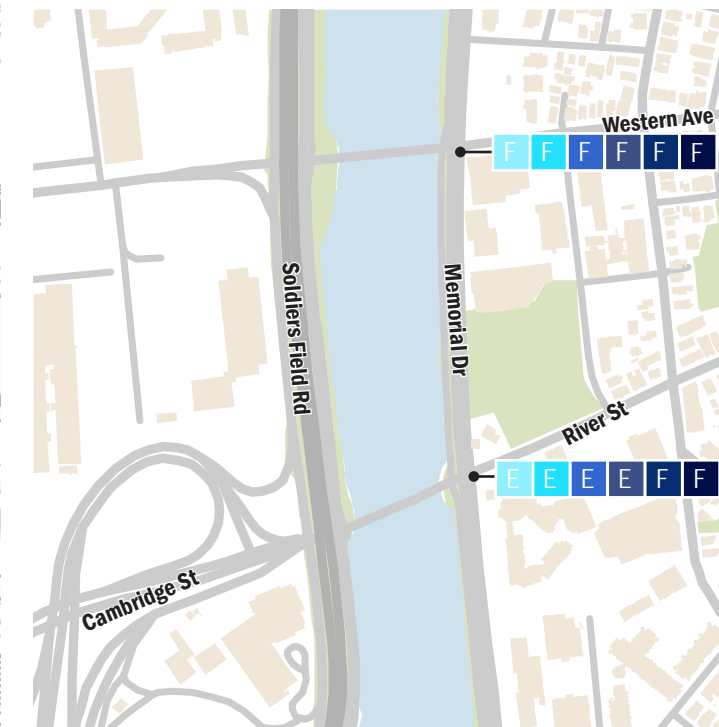 Western Ave
F F F F F F
Soldiers Field Rd
Memorial Dr
River St
E E E E F F
Cambridge St